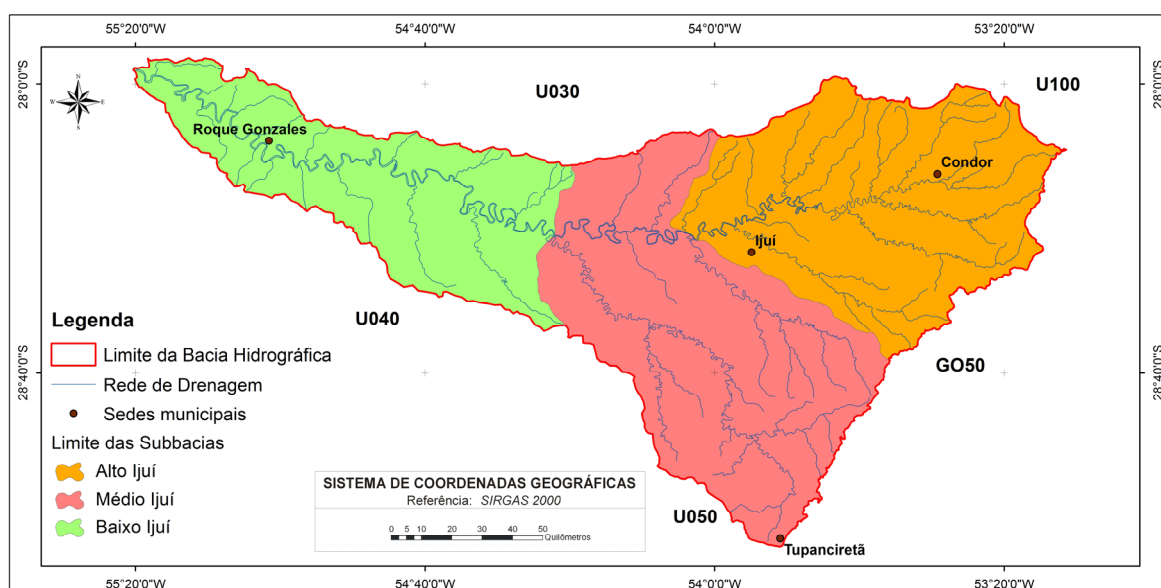 55°20'0"W
54°40'0"W
54°0'0"W
53°20'0"W
28°0'0"S
28°0'0"S
N
W
E
S
U030
U100
Roque Gonzales
Condor
Ijuí
U040
GO50
28°40'0"S
28°40'0"S
Legenda
Limite da Bacia Hidrográfica
Rede de Drenagem
Sedes municipais
Limite das Subbacias
Alto Ijuí
Médio Ijuí
Baixo Ijuí
SISTEMA DE COORDENADAS GEOGRÁFICAS
Referência: SIRGAS 2000
0 5 10 20 30 40 50
Quilômetros
U050
Tupanciretã
55°20'0"W
54°40'0"W
54°0'0"W
53°20'0"W